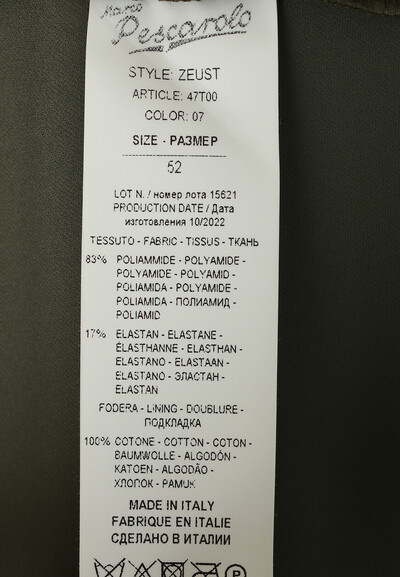 Marco
Pescarolo
STYLE: ZEUST
ARTICLE: 47T00
COLOR: 07
SIZE - РАЗМЕР
52
LOT N. / номер лота 15621
PRODUCTION DATE / Дата
изготовления 10/2022
TESSUTO - FABRIC - TISSUS - ТКАНЬ
83% POLIAMMIDE - POLYAMIDE -
POLYAMIDE - POLYAMID -
POLIAMIDA - POLYAMIDE -
POLIAMIDA - ПОЛИАМИД -
POLIAMID
17% ELASTAN - ELASTANE -
ELASTHANNE - ELASTHAN -
ELASTANO - ELASTAAN -
ELASTANO - ЭЛАСТАН -
ELASTAN
FODERA - LINING - DOUBLURE -
ПОДКЛАДКА
100% COTONE - COTTON - COTON -
BAUMWOLLE - ALGODÓN -
KATOEN - ALGODÃO -
ХЛОПОК - PAMUK
MADE IN ITALY
FABRIQUE EN ITALIE
СДЕЛАНО В ИТАЛИИ